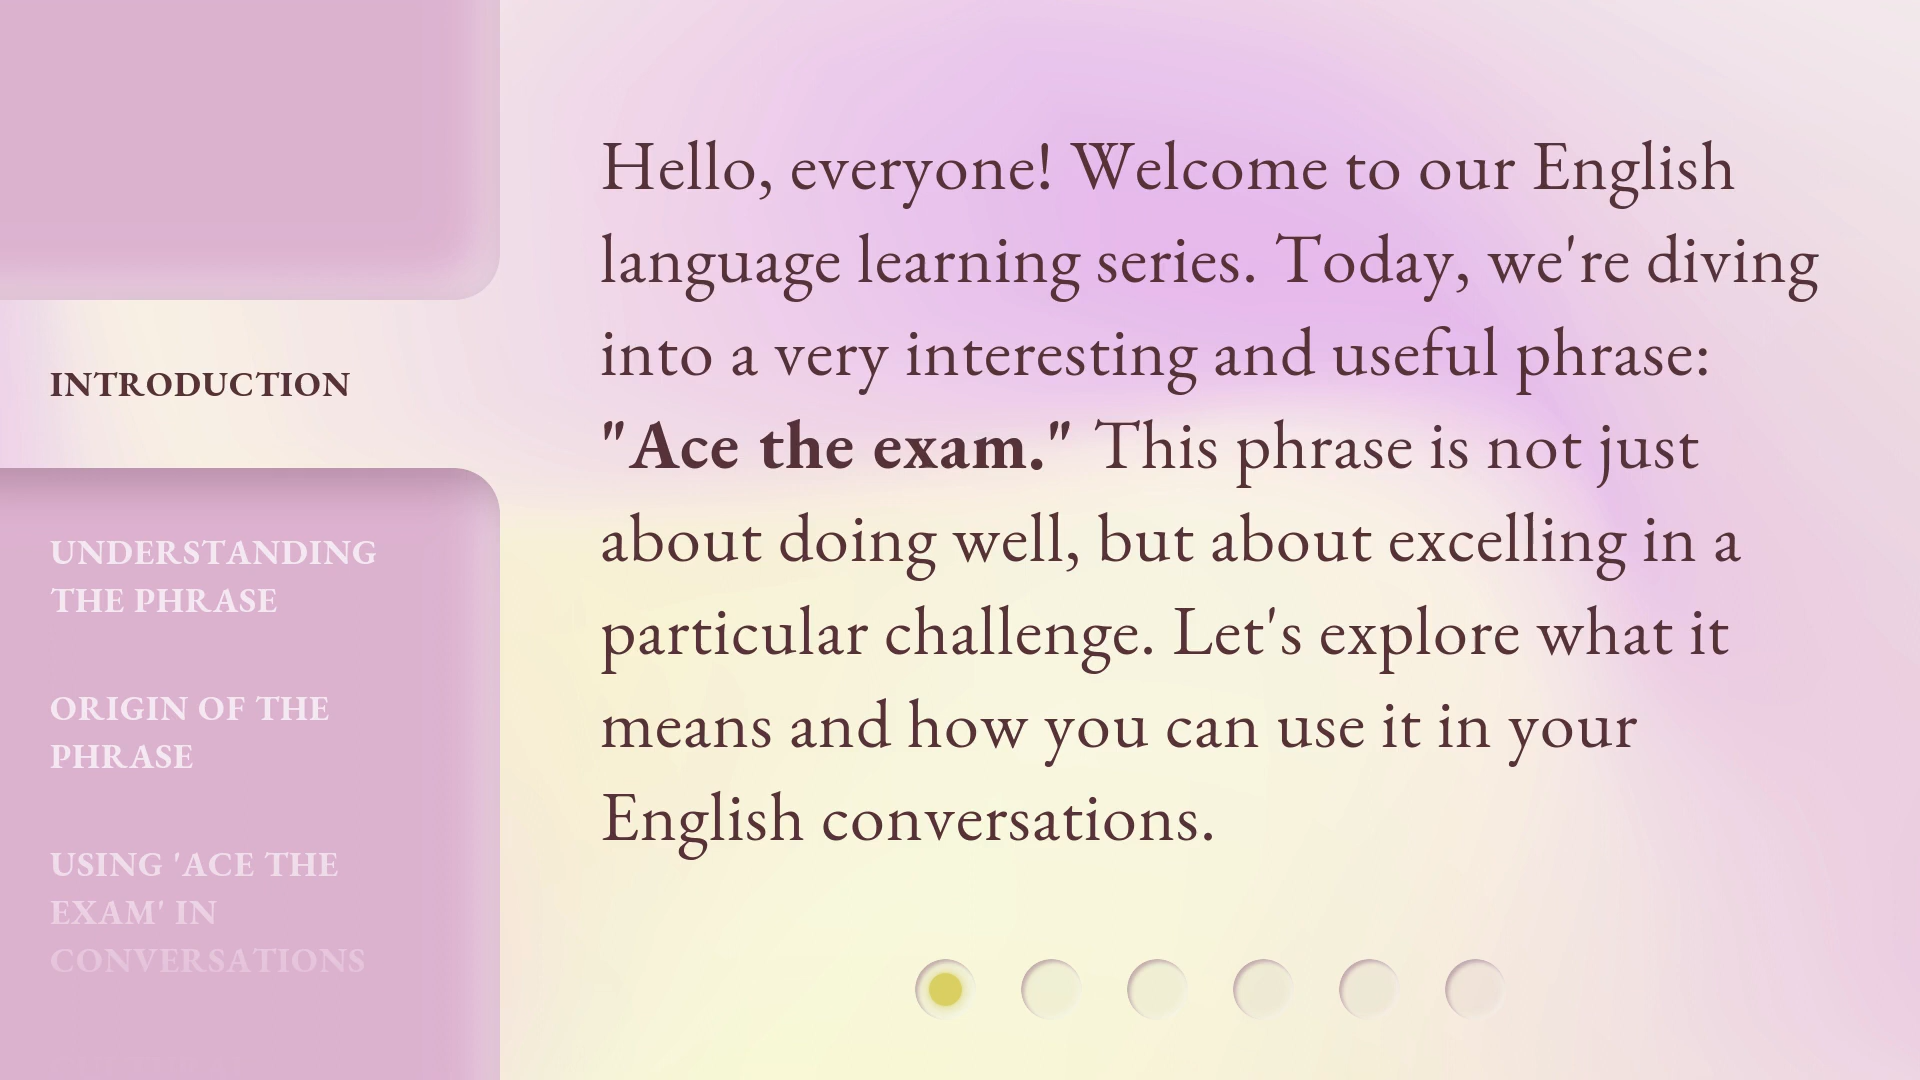 INTRODUCTION
UNDERSTANDING
THE PHRASE
ORIGIN OF THE
PHRASE
USING 'ACE THE
EXAM' IN
CONVERSATIONS
Hello, everyone! Welcome to our English
language learning series. Today, we're diving
into a very interesting and useful phrase:
"Ace the exam." This phrase is not just
about doing well, but about excelling in a
particular challenge. Let's explore what it
means and how you can use it in your
English conversations.